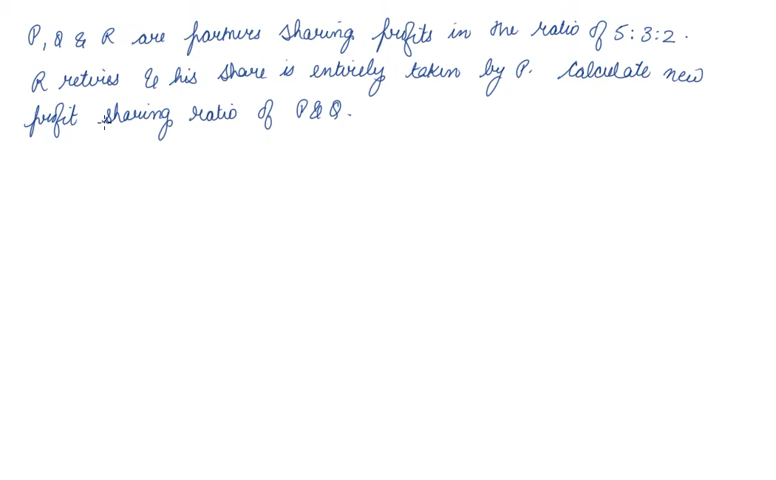 P, Q & R are partners sharing profits in the ratio of 5:3:2.
R retires & his share is entirely taken by P. Calculate new
profit sharing ratio of P&Q.